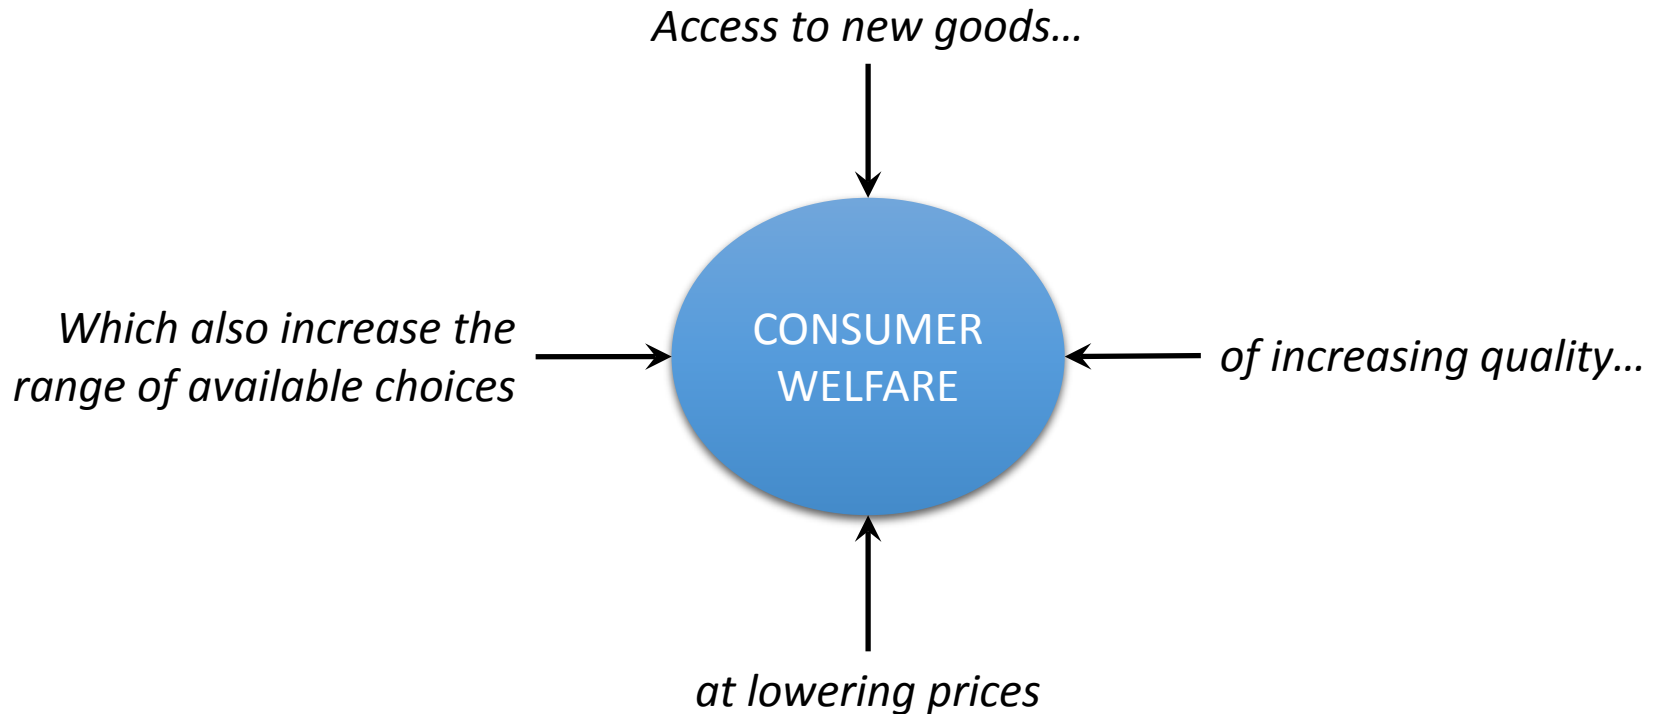 Access to new goods…
of increasing quality…
at lowering prices
Which also increase the
range of available choices
CONSUMER
WELFARE